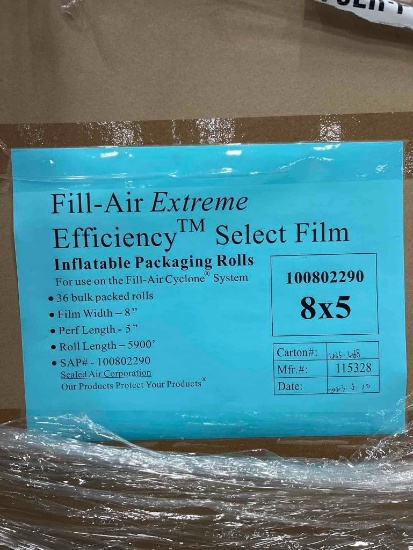 Fill-Air Extreme
Efficiency™ Select Film
Inflatable Packaging Rolls
For use on the Fill-Air Cyclone® System
• 36 bulk packed rolls
• Film Width – 8"
• Perf Length - 5"
• Roll Length – 5900'
• SAP# - 100802290
Sealed Air Corporation
Our Products Protect Your Products®
100802290
8x5
Carton#:
Mfr.#: 115328
Date: